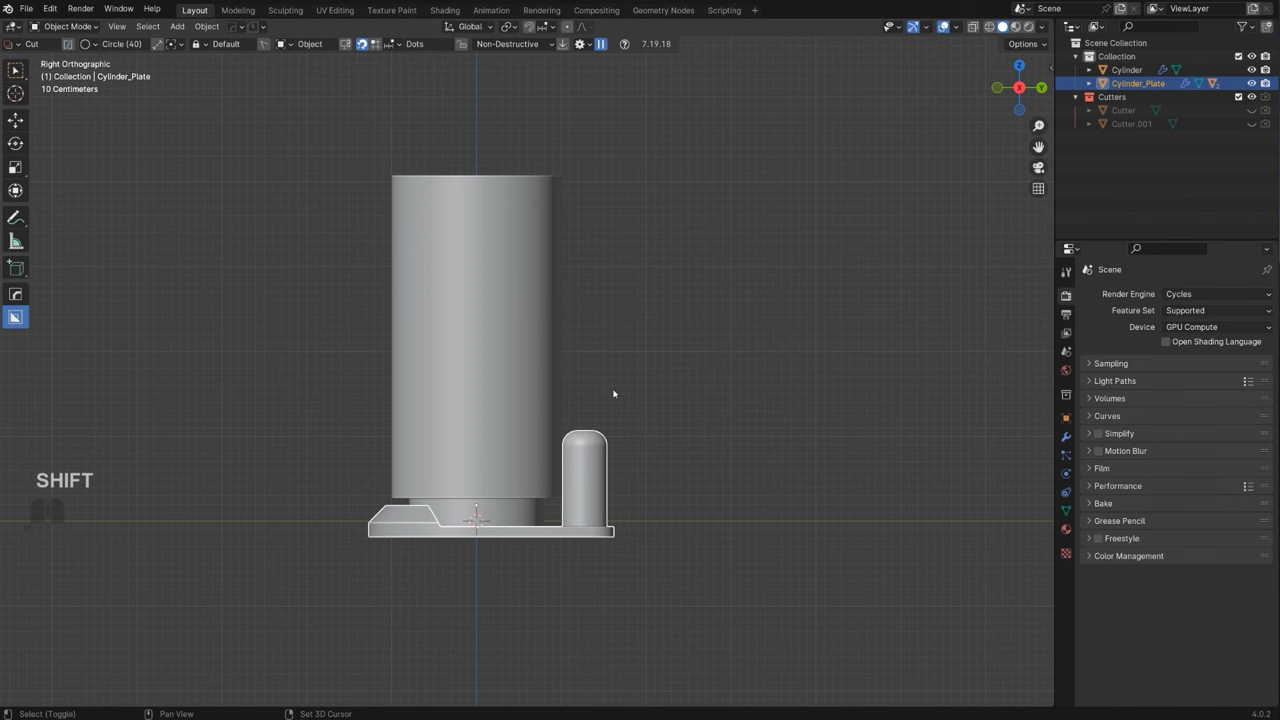 File Edit Render Window Help Layout Modeling Sculpting UV Editing Texture Paint Shading Animation Rendering Compositing Geometry Nodes Scripting + Scene ViewLayer
Object Mode View Select Add Object Global
Cut Circle (40) Default Object Dots Non-Destructive 7.19.18 Options
Right Orthographic
(1) Collection | Cylinder_Plate
10 Centimeters
Z
X
Y
SHIFT
Scene Collection
Collection
Cylinder
Cylinder_Plate
2
Cutters
Cutter
Cutter.001
Scene
Render Engine Cycles
Feature Set Supported
Device GPU Compute
Open Shading Language
Sampling
Light Paths
Volumes
Curves
Simplify
Motion Blur
Film
Performance
Bake
Grease Pencil
Freestyle
Color Management
Select (Toggle) Pan View Set 3D Cursor 4.0.2